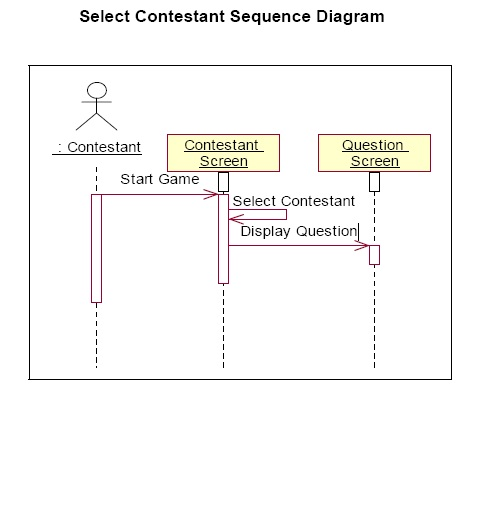 Select Contestant Sequence Diagram
: Contestant
Contestant
Screen
Question
Screen
Start Game
Select Contestant
Display Question